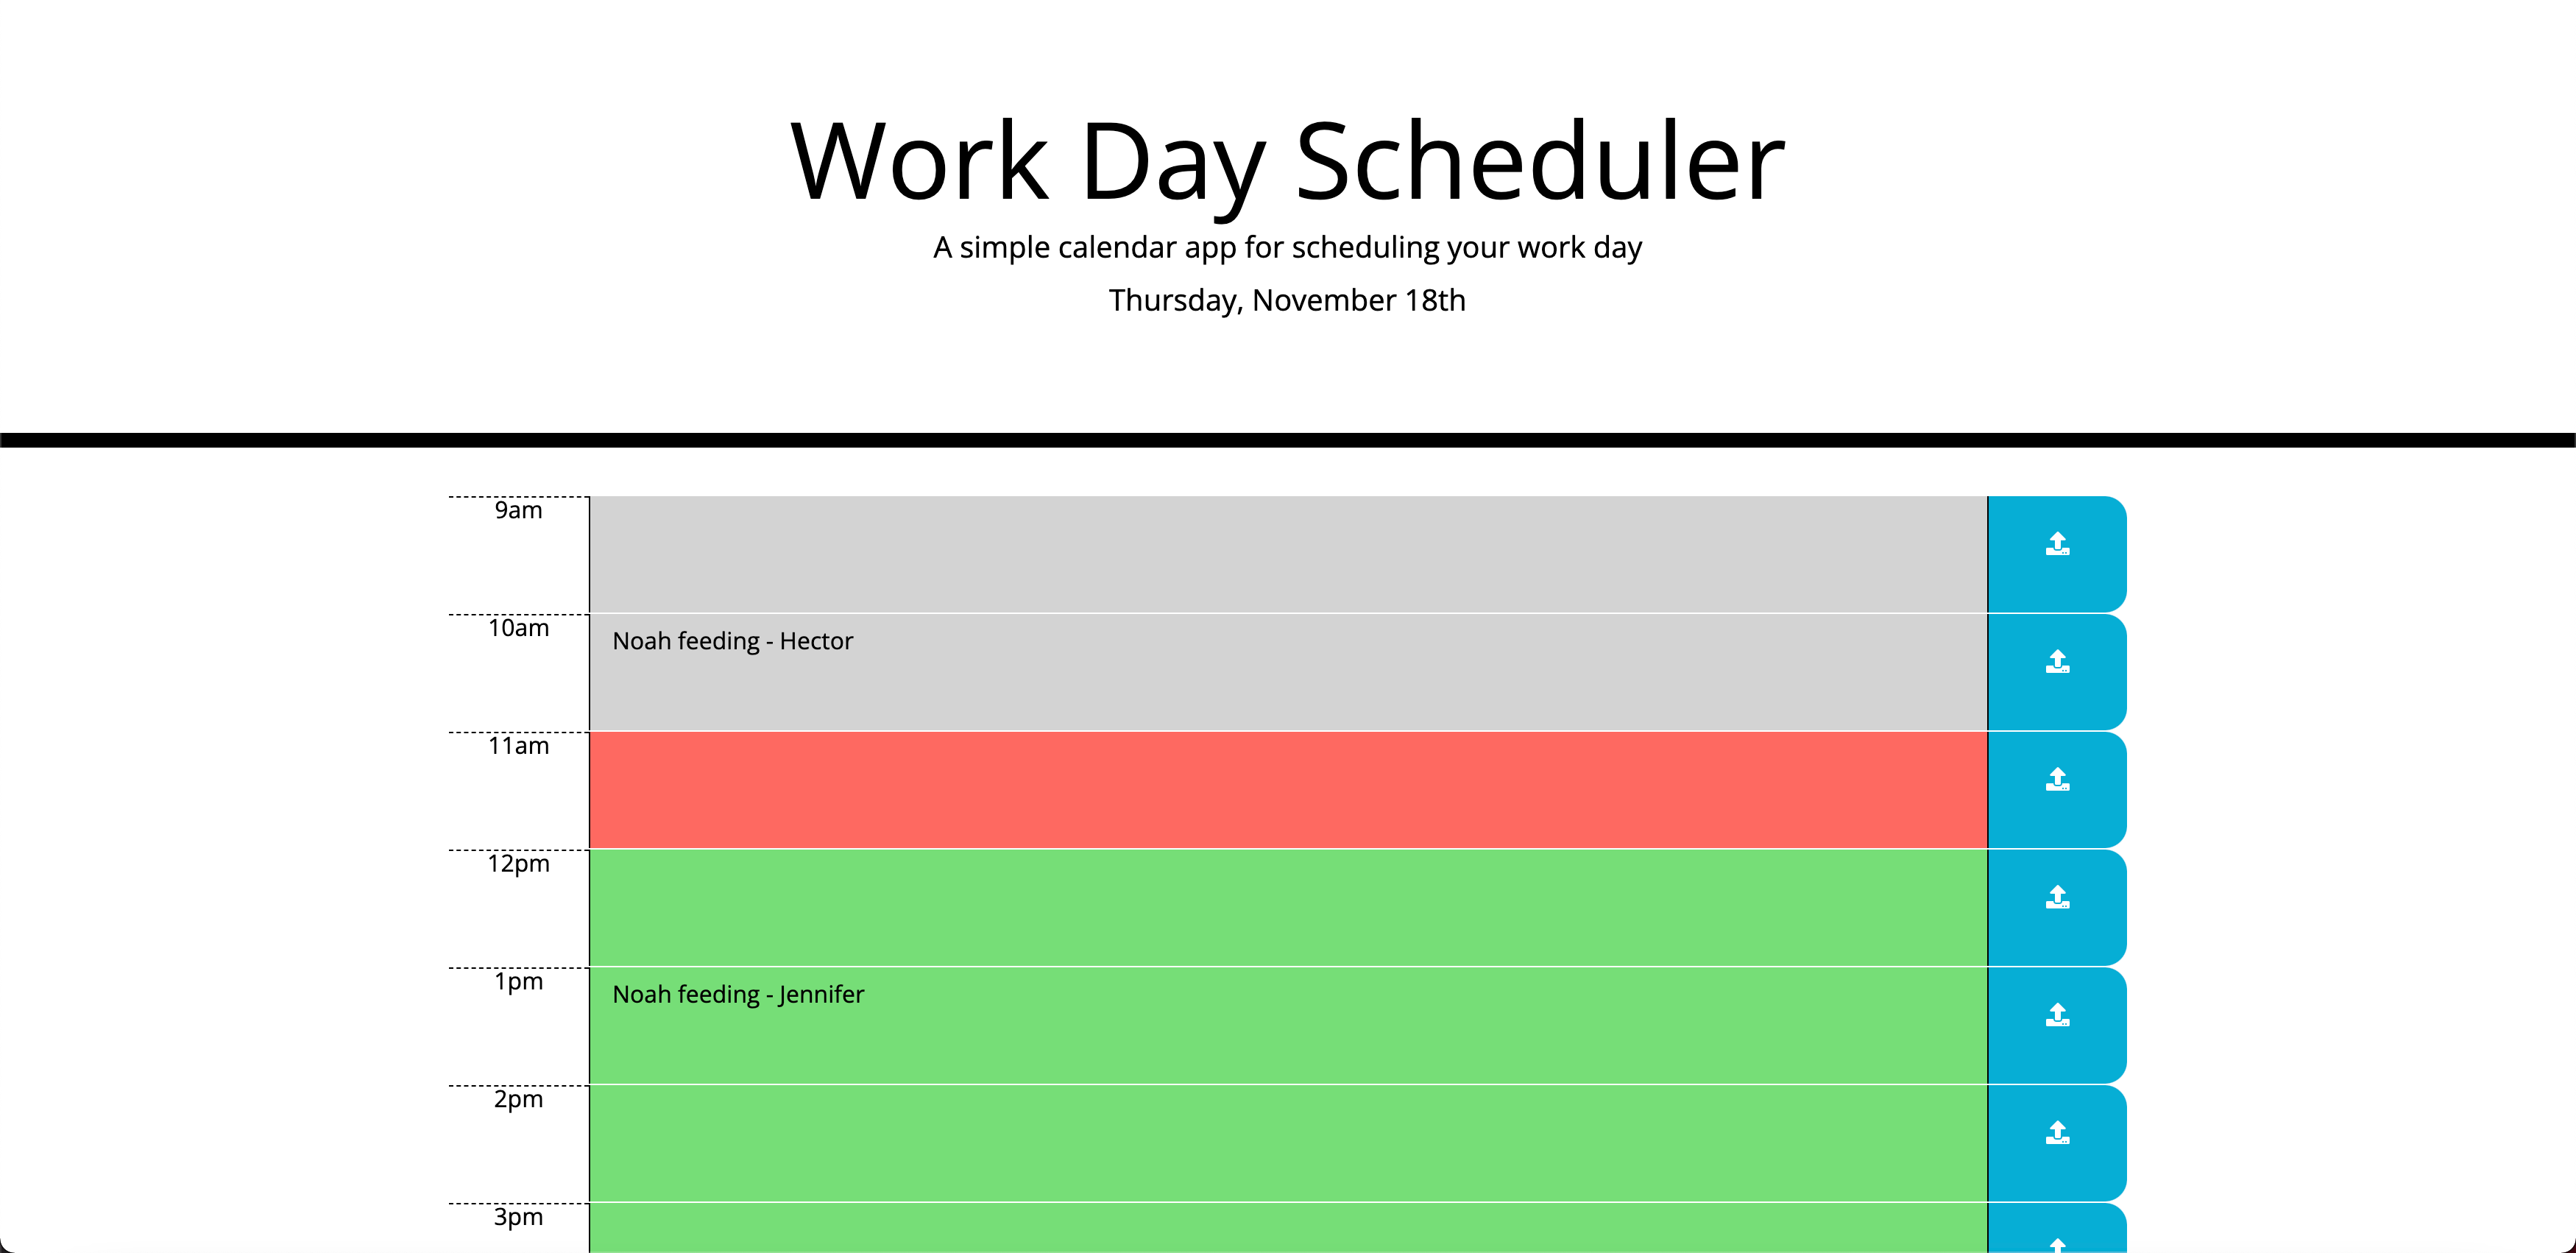 Work Day Scheduler
A simple calendar app for scheduling your work day
Thursday, November 18th
9am
10am
Noah feeding - Hector
11am
12pm
1pm
Noah feeding - Jennifer
2pm
3pm